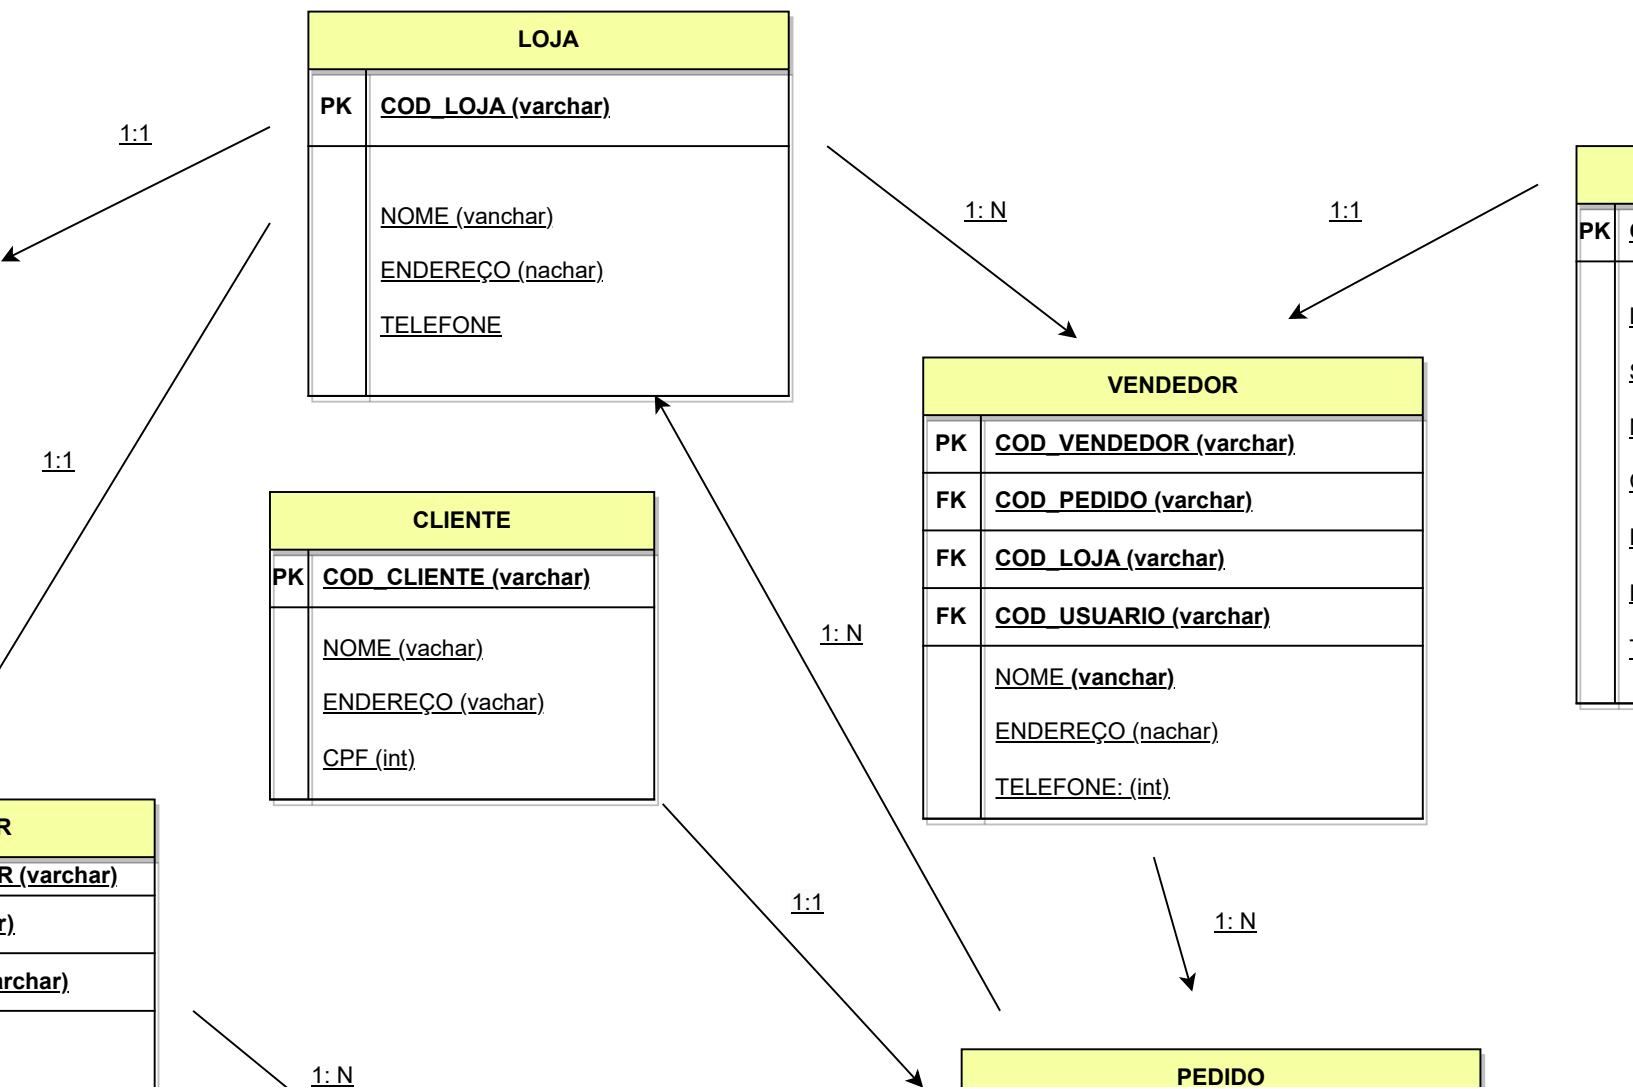 LOJA
PK COD_LOJA (varchar)
NOME (vanchar)
ENDEREÇO (nachar)
TELEFONE
1:1
1: N
1:1
PK
1:1
VENDEDOR
PK COD_VENDEDOR (varchar)
FK COD_PEDIDO (varchar)
FK COD_LOJA (varchar)
FK COD_USUARIO (varchar)
NOME (vanchar)
ENDEREÇO (nachar)
TELEFONE: (int)
CLIENTE
PK COD_CLIENTE (varchar)
NOME (vachar)
ENDEREÇO (vachar)
CPF (int)
1: N
R
R (varchar)
r)
rchar)
1:1
1: N
1: N
PEDIDO